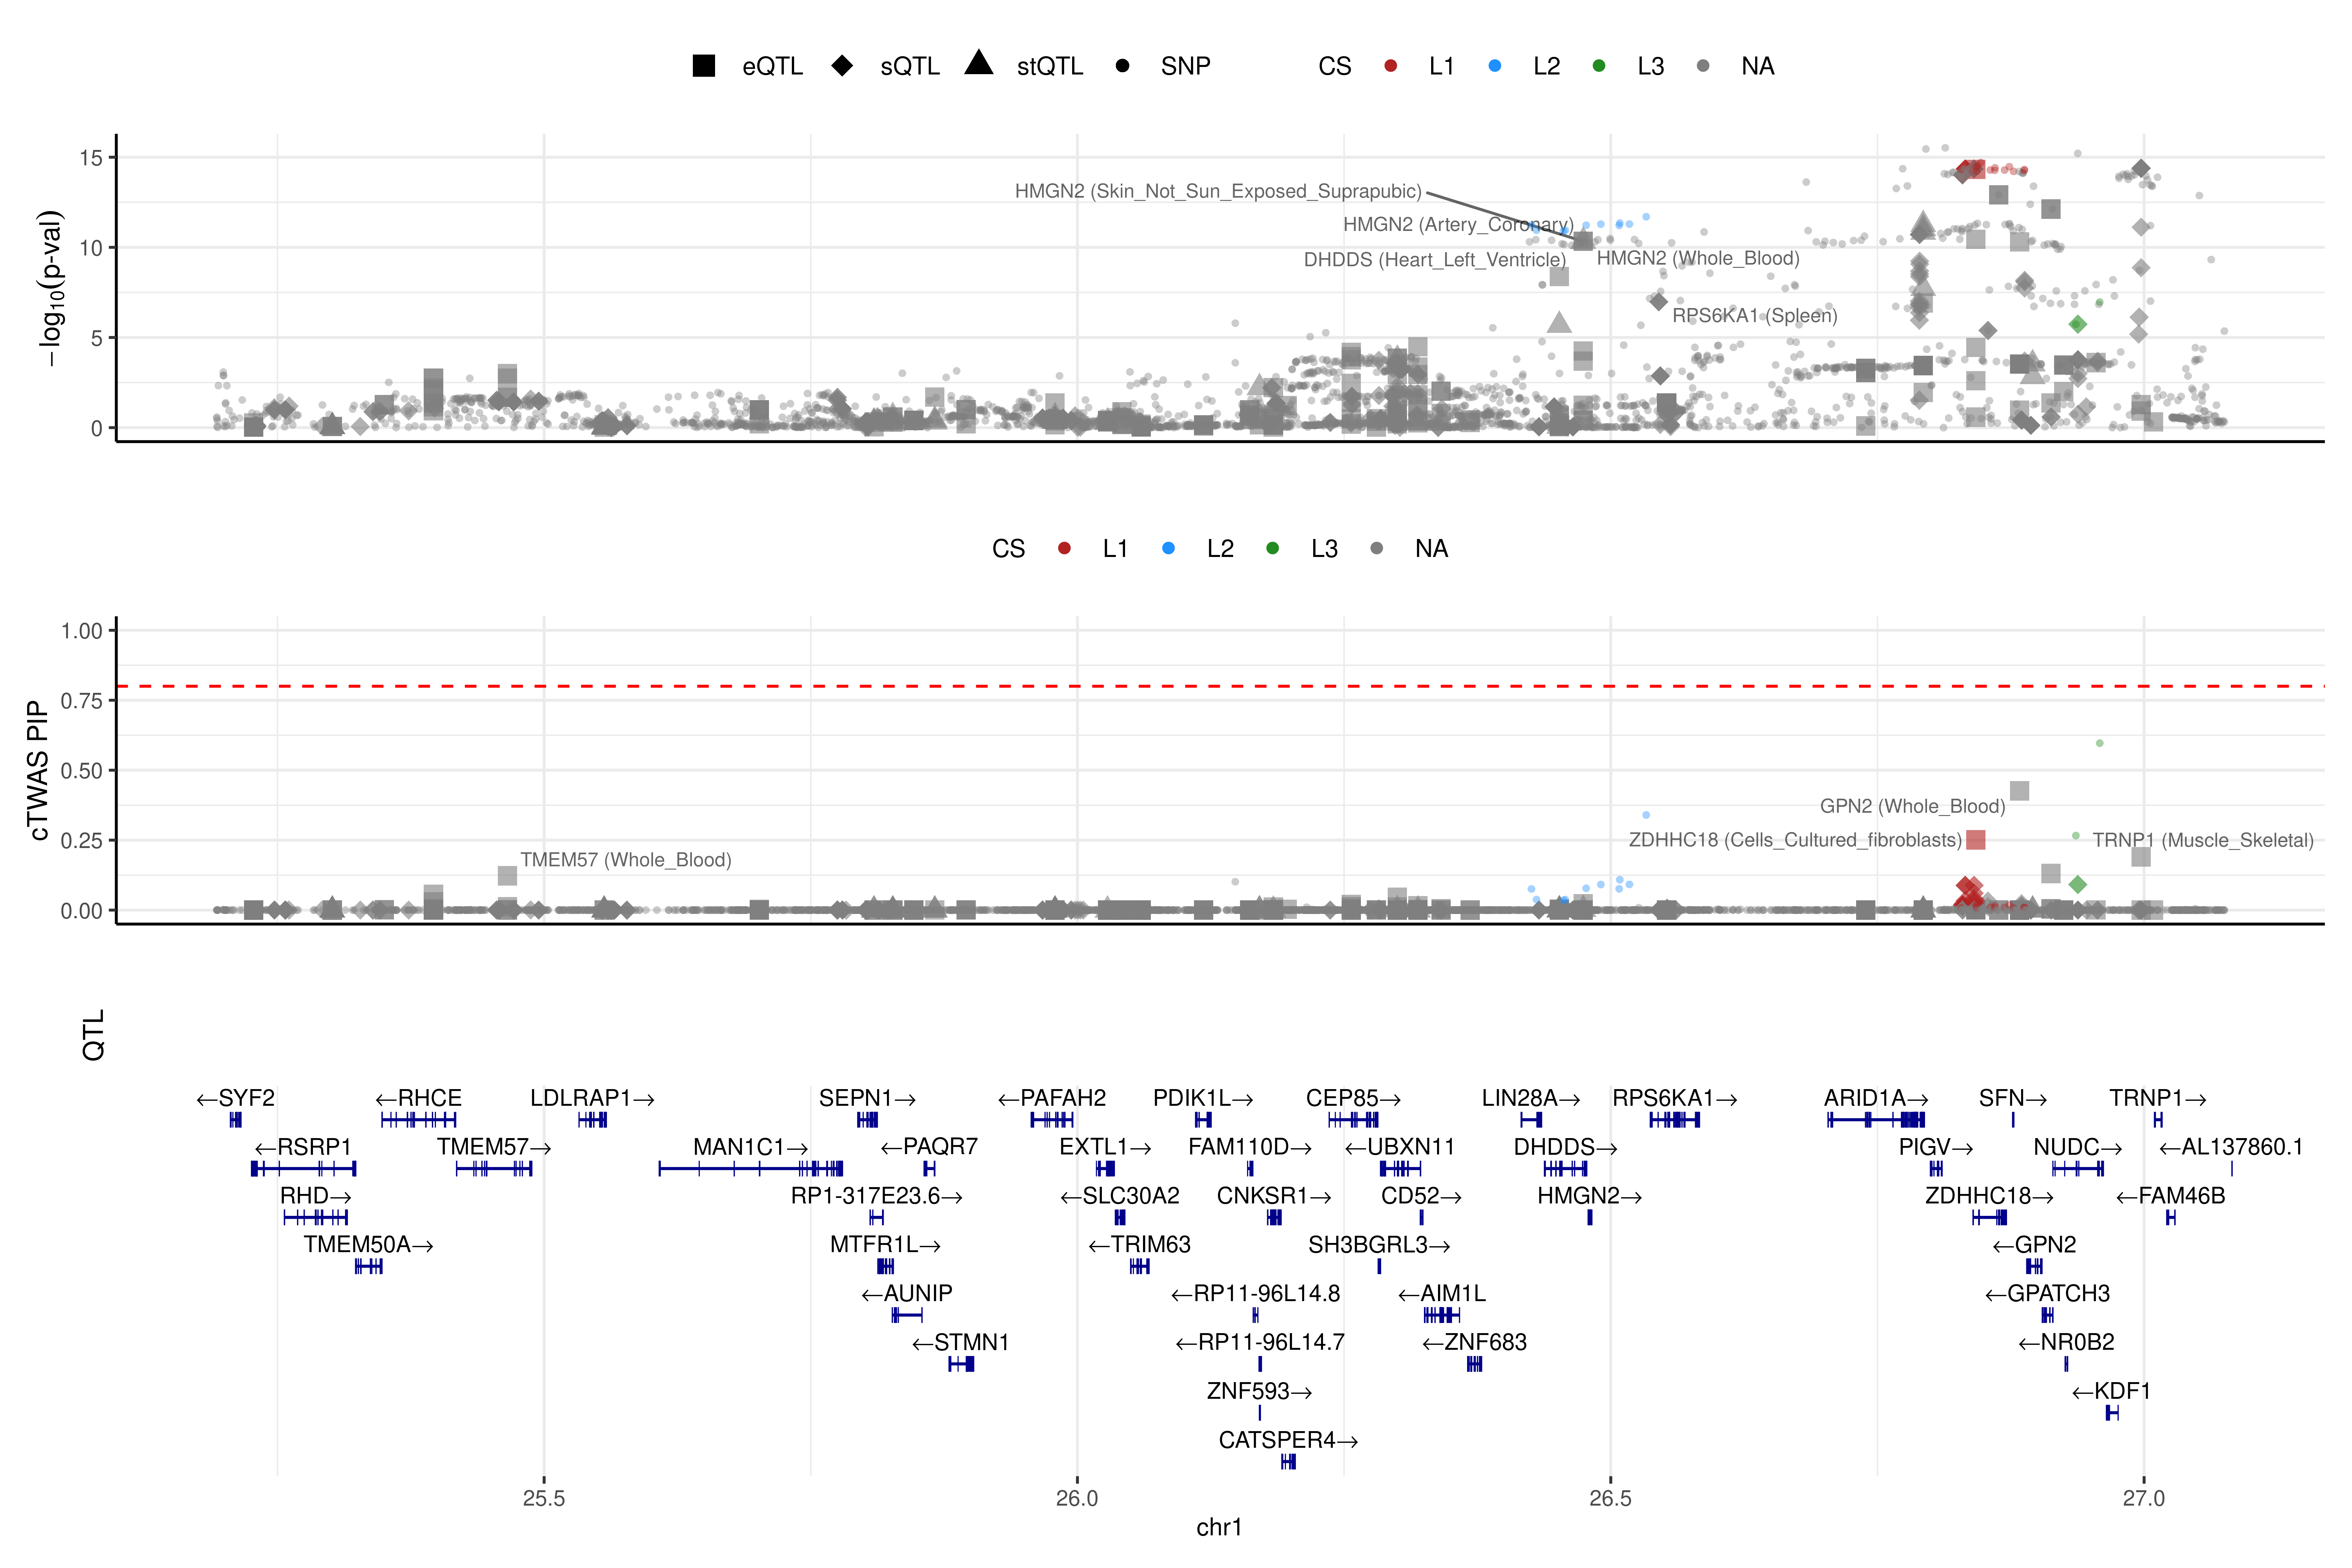 eQTL sQTL stQTL SNP CS L1 L2 L3 NA
−log10(p-val)
15
10
5
0
HMGN2 (Skin_Not_Sun_Exposed_Suprapubic)
HMGN2 (Artery_Coronary)
DHDDS (Heart_Left_Ventricle)
HMGN2 (Whole_Blood)
RPS6KA1 (Spleen)
CS L1 L2 L3 NA
cTWAS PIP
1.00
0.75
0.50
0.25
0.00
GPN2 (Whole_Blood)
ZDHHC18 (Cells_Cultured_fibroblasts)
TRNP1 (Muscle_Skeletal)
TMEM57 (Whole_Blood)
QTL
←SYF2 ←RHCE LDLRAP1→ SEPN1→ ←PAFAH2 PDIK1L→ CEP85→ LIN28A→ RPS6KA1→ ARID1A→ SFN→ TRNP1→
←RSRP1 TMEM57→ MAN1C1→ ←PAQR7 EXTL1→ FAM110D→ ←UBXN11 DHDDS→ PIGV→ NUDC→ ←AL137860.1
RHD→ RP1-317E23.6→ ←SLC30A2 CNKSR1→ CD52→ HMGN2→ ZDHHC18→ ←FAM46B
TMEM50A→ MTFR1L→ ←TRIM63 SH3BGRL3→ ←GPN2
←AUNIP ←RP11-96L14.8 ←AIM1L ←GPATCH3
←STMN1 ←RP11-96L14.7 ←ZNF683 ←NR0B2
ZNF593→ ←KDF1
CATSPER4→
25.5 26.0 26.5 27.0
chr1